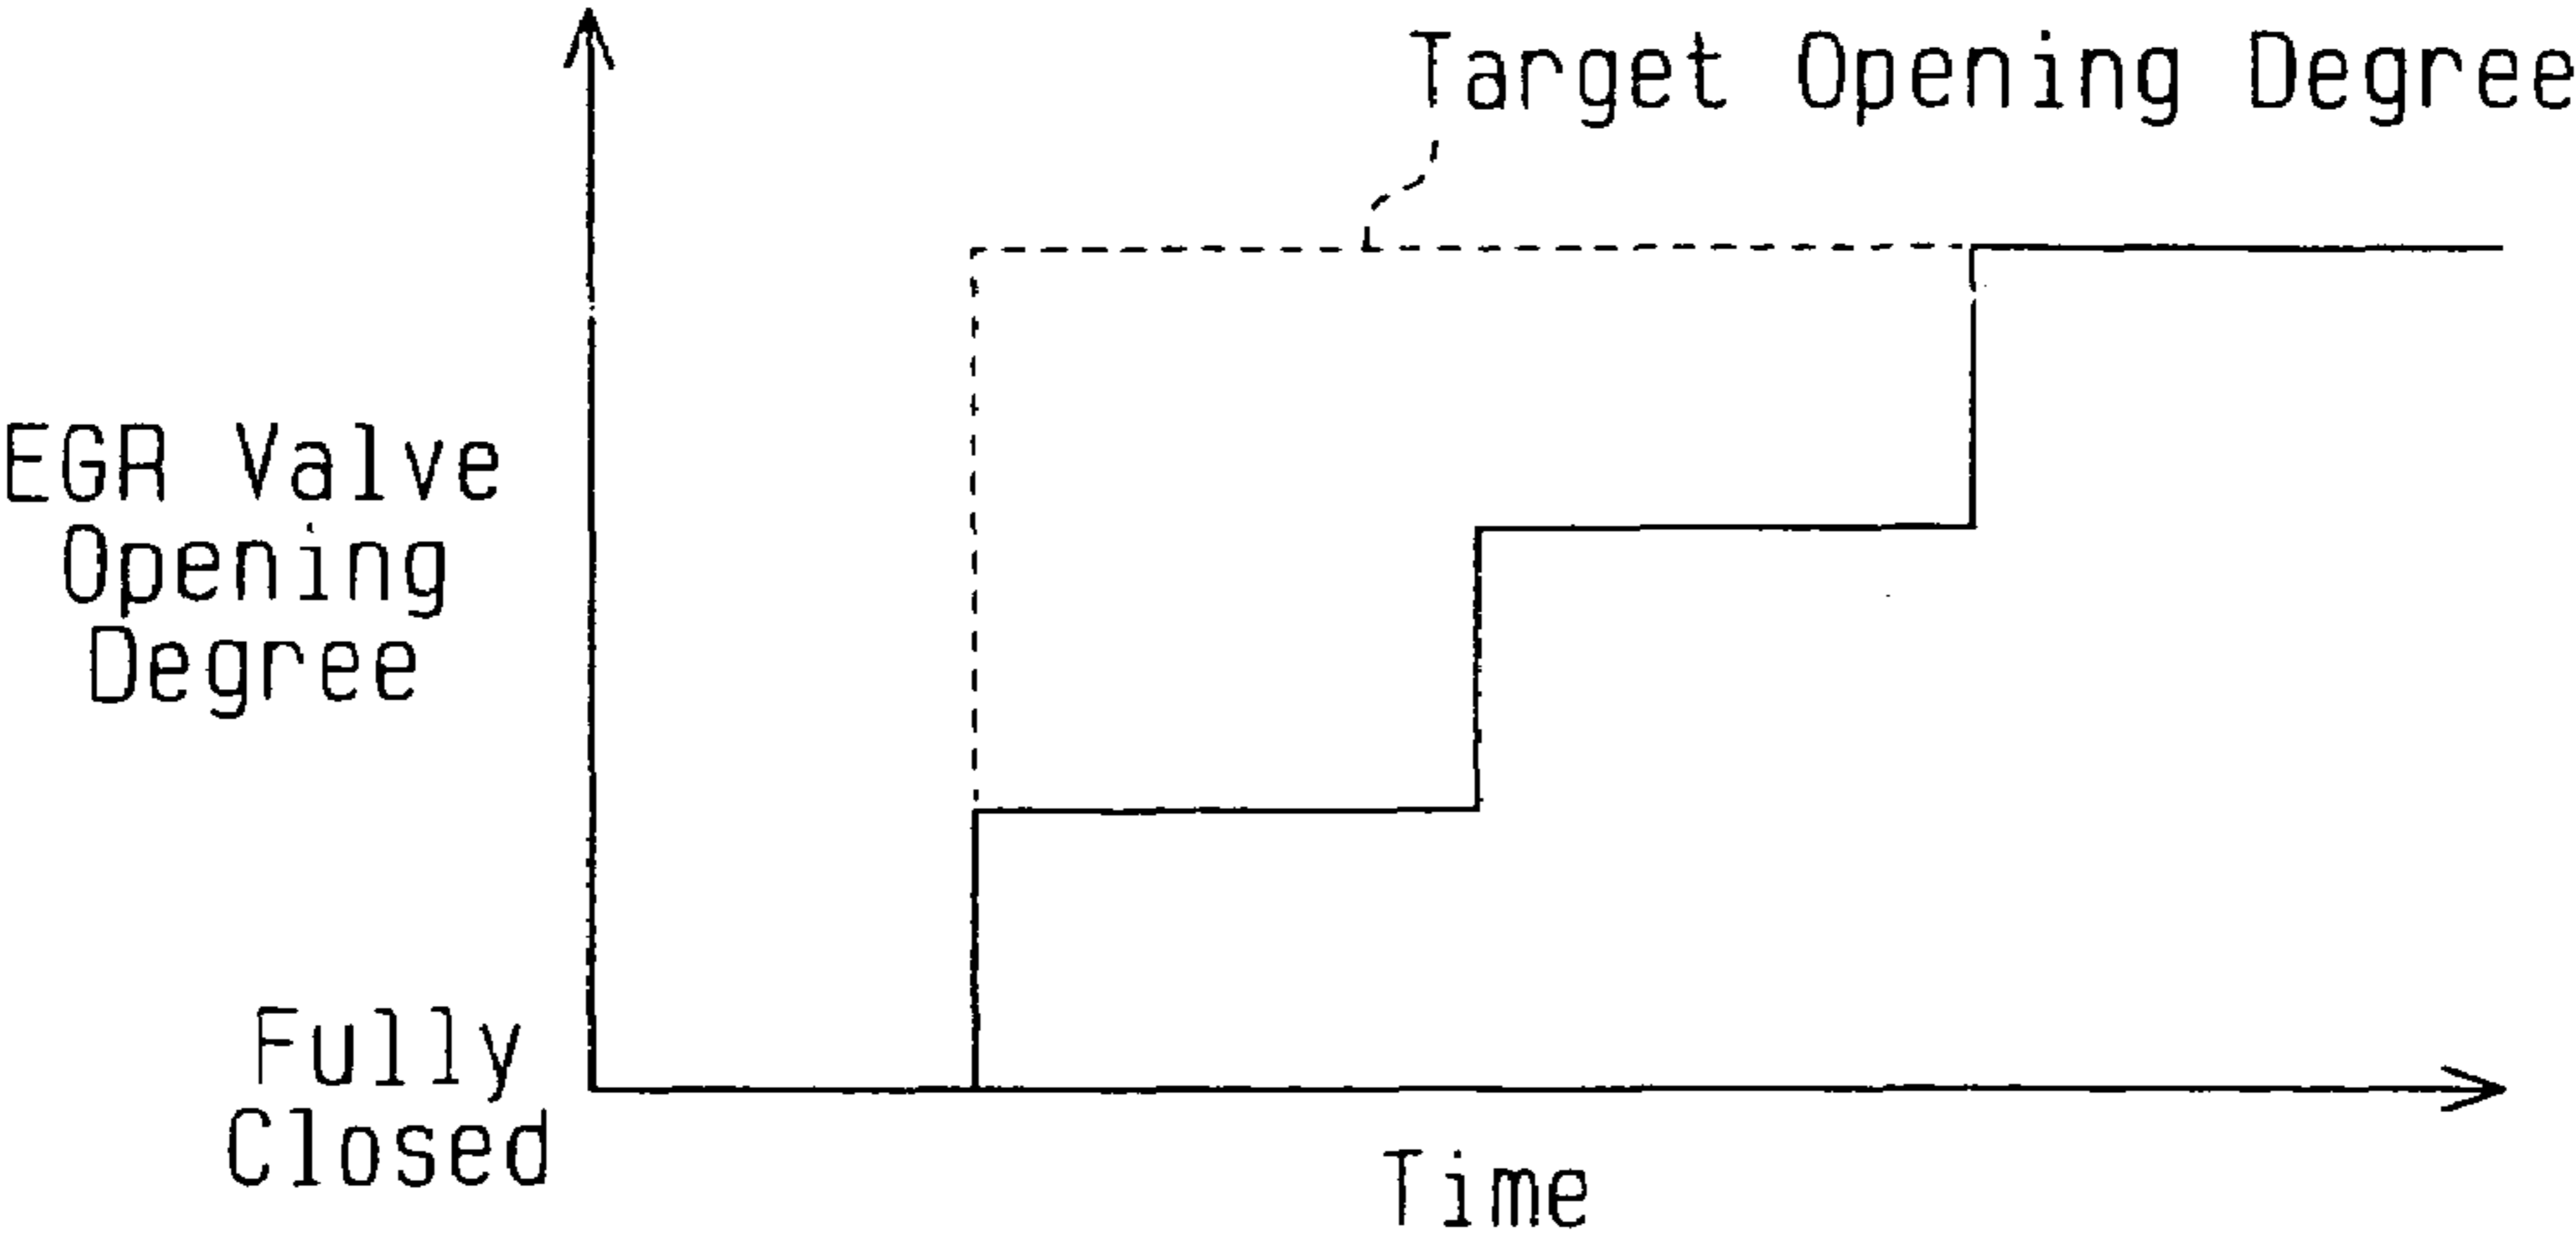 Target Opening Degree
EGR Valve
Opening
Degree
Fully
Closed
Time